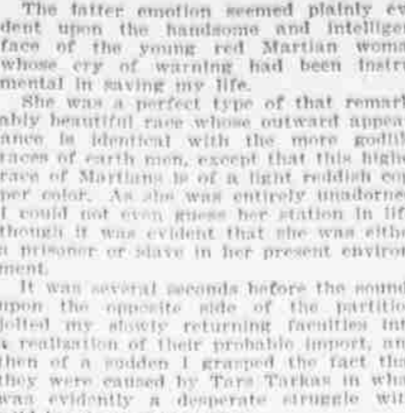 The latter emotion seemed plainly ev
dent upon the handsome and intelligen
face of the young red Martian woma
whose cry of warning had been instru
mental in saving my life.
She was a perfect type of that remark
ably beautiful race whose outward appear
ance is identical with the more godlik
races of earth men, except that this highe
race of Martians is of a light reddish cop
per color. As she was entirely unadorne
I could not even guess her station in lif
though it was evident that she was eithe
a prisoner or slave in her present environ
ment.
It was several seconds before the sound
upon the opposite side of the partitio
jolted my slowly returning faculties int
a realization of their probable import, an
then of a sudden I grasped the fact tha
they were caused by Tars Tarkas in wha
was evidently a desperate struggle wit